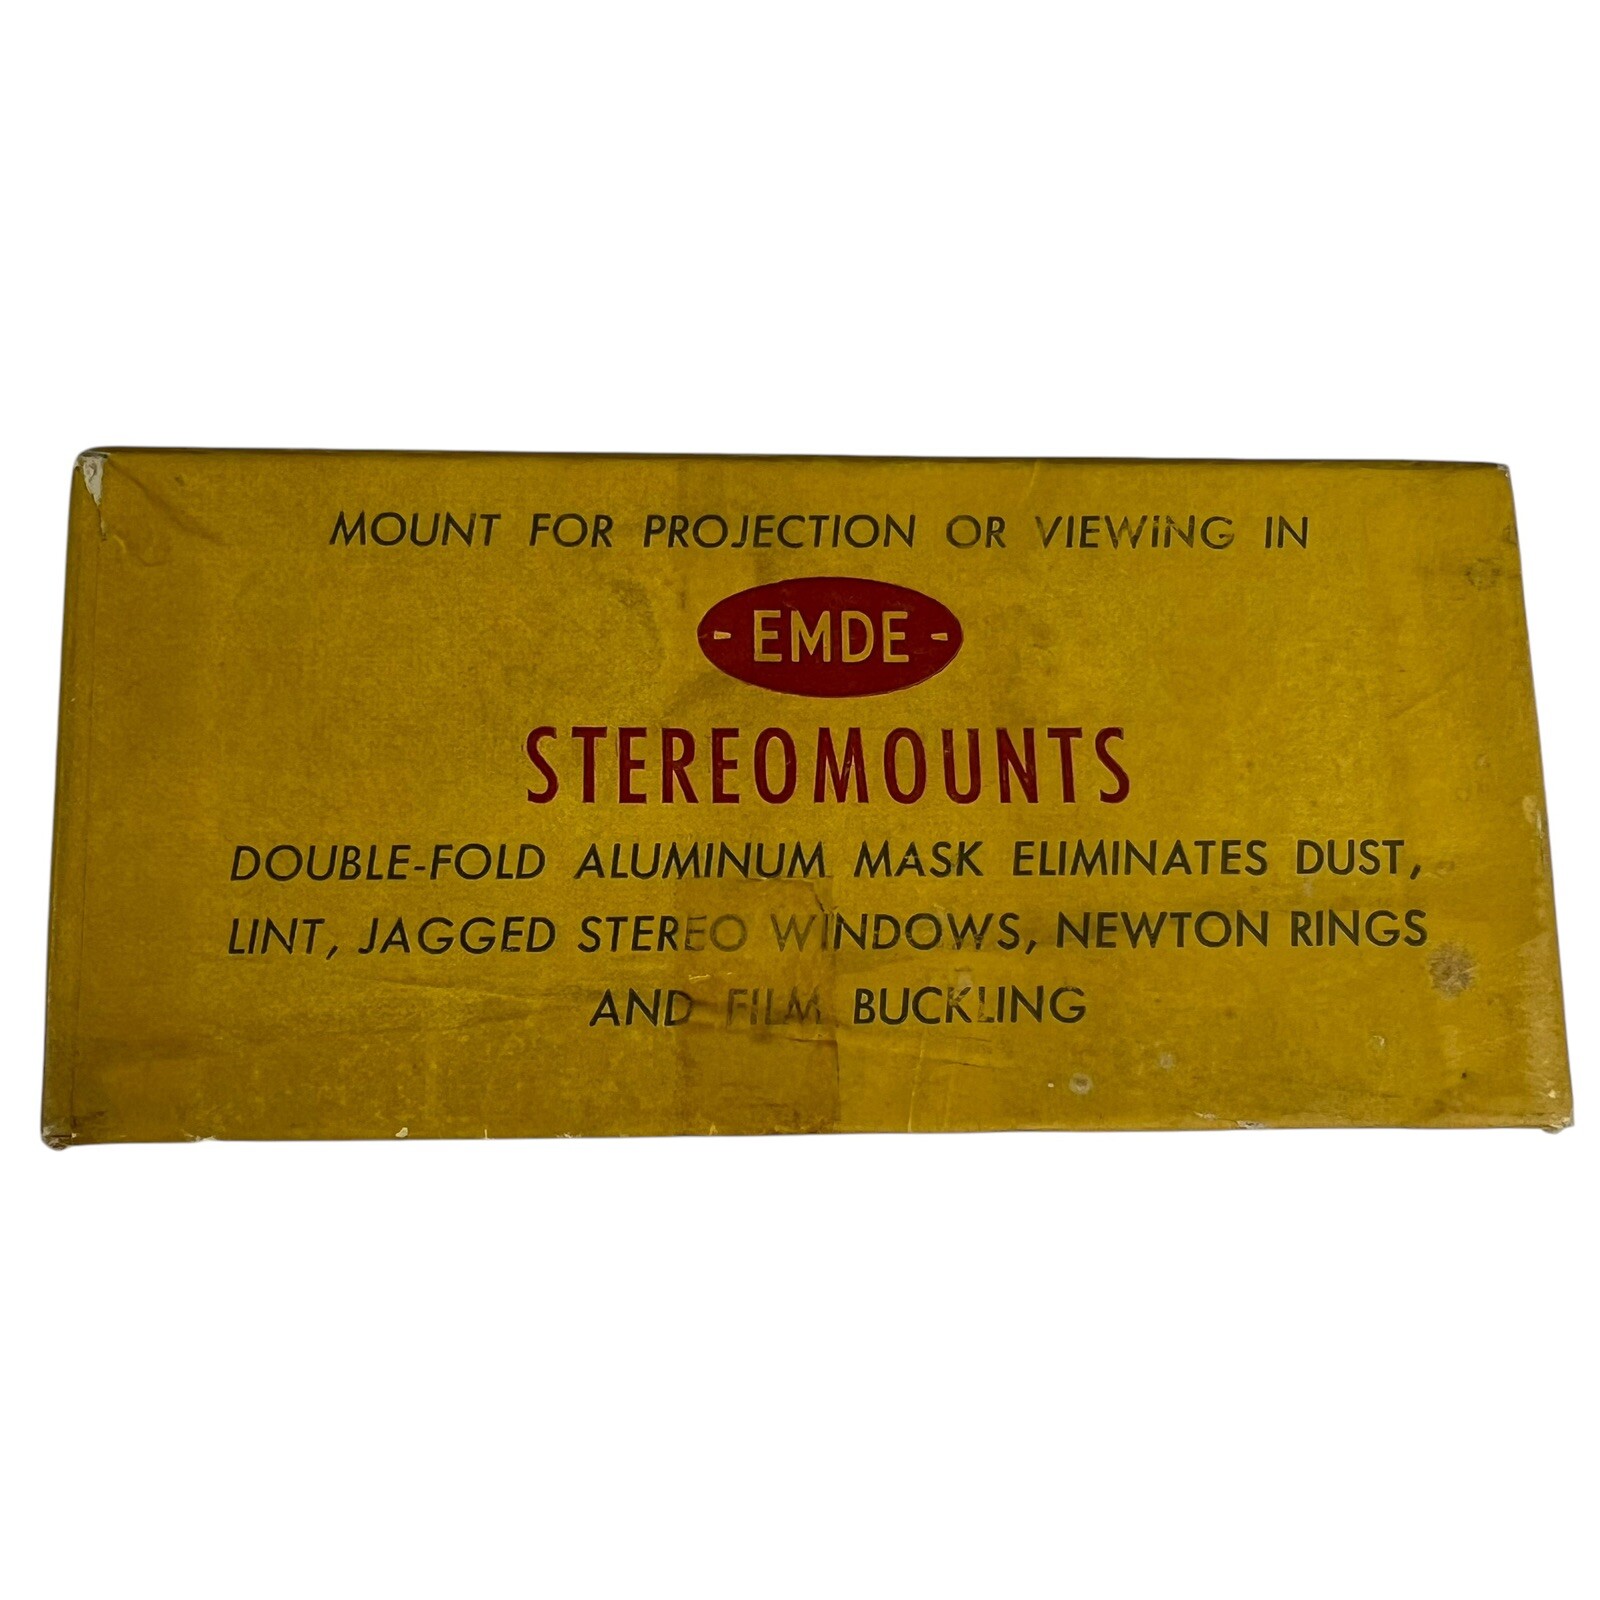 MOUNT FOR PROJECTION OR VIEWING IN
- EMDE -
STEREOMOUNTS
DOUBLE-FOLD ALUMINUM MASK ELIMINATES DUST,
LINT, JAGGED STEREO WINDOWS, NEWTON RINGS
AND FILM BUCKLING